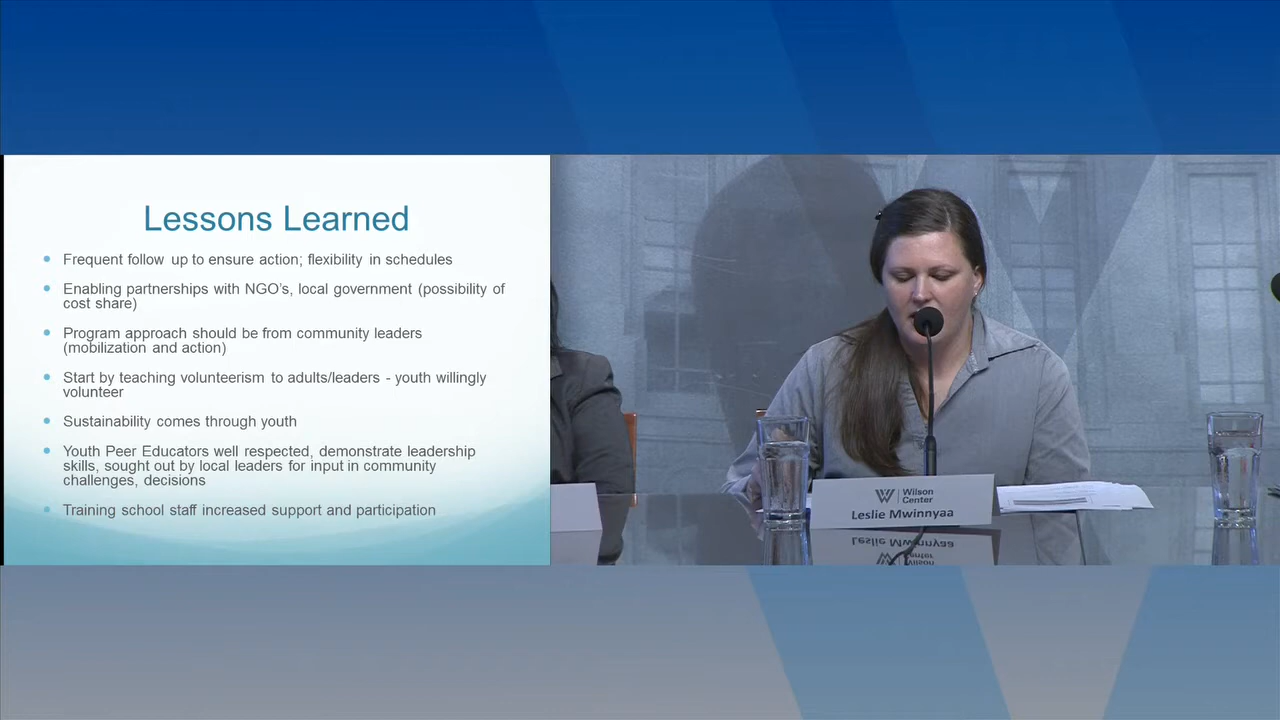 Lessons Learned
Frequent follow up to ensure action; flexibility in schedules
Enabling partnerships with NGO's, local government (possibility of
cost share)
Program approach should be from community leaders
(mobilization and action)
Start by teaching volunteerism to adults/leaders - youth willingly
volunteer
Sustainability comes through youth
Youth Peer Educators well respected, demonstrate leadership
skills, sought out by local leaders for input in community
challenges, decisions
Training school staff increased support and participation
W Wilson
Center
Leslie Mwinnyaa